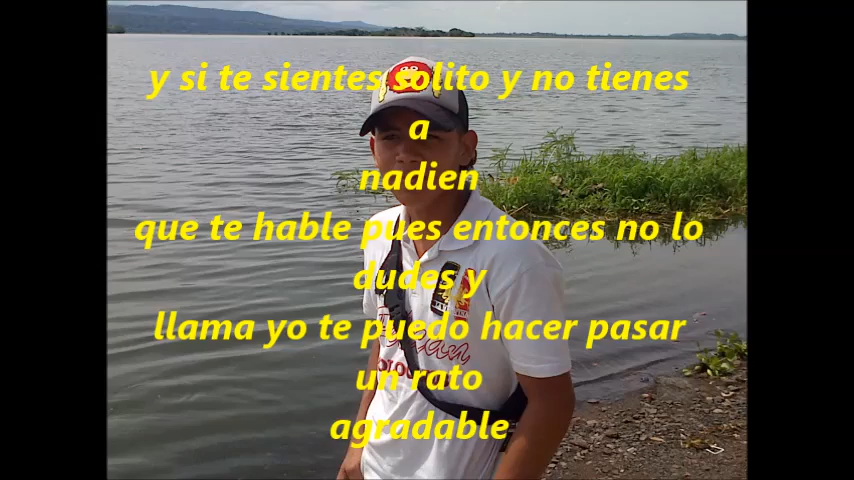 y si te sientes solito y no tienes
a
nadien
que te hable pues entonces no lo
dudes y
llama yo te puedo hacer pasar
un rato
agradable